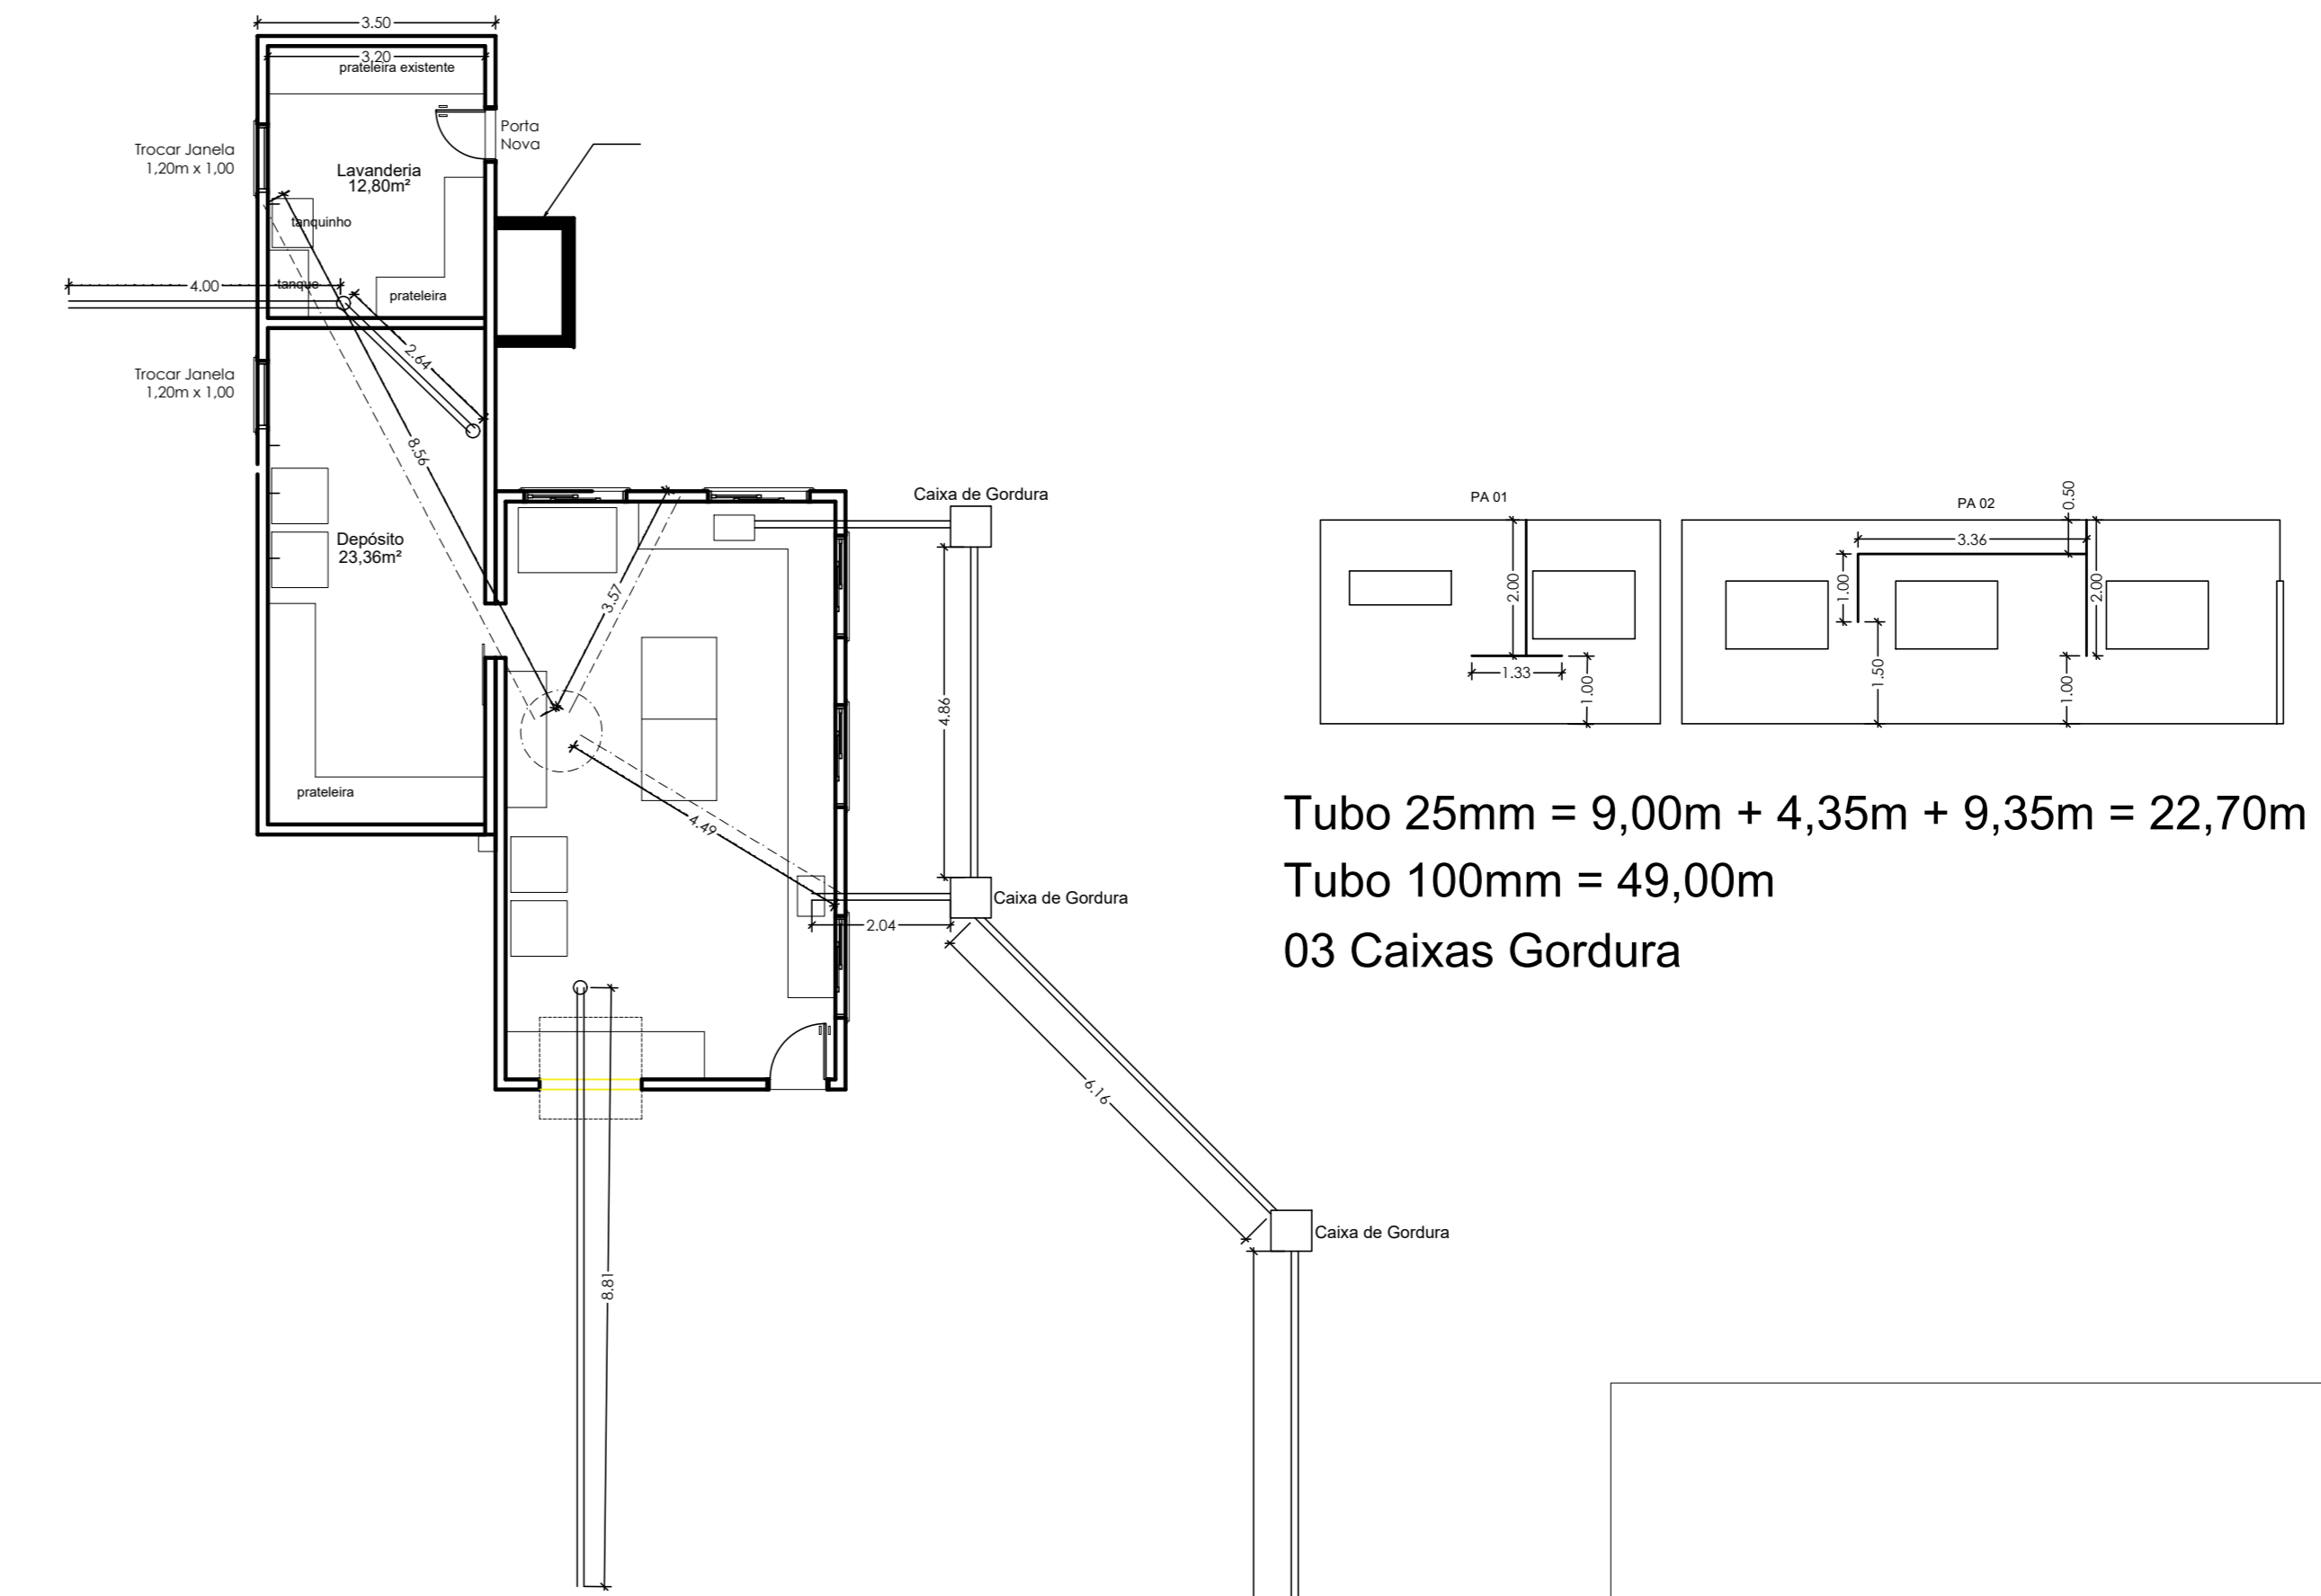 3.50
3.20
prateleira existente
Porta
Nova
Trocar Janela
1,20m x 1,00
Lavanderia
12,80m²
tanquinho
4.00
tanque
prateleira
2.64
Trocar Janela
1,20m x 1,00
8.56
Caixa de Gordura
Depósito
23,36m²
3.57
4.86
prateleira
4.49
Caixa de Gordura
2.04
6.16
Caixa de Gordura
8.81
PA 01
2.00
1.33
1.00
PA 02
0.50
3.36
1.00
2.00
1.50
1.00
Tubo 25mm = 9,00m + 4,35m + 9,35m = 22,70m
Tubo 100mm = 49,00m
03 Caixas Gordura